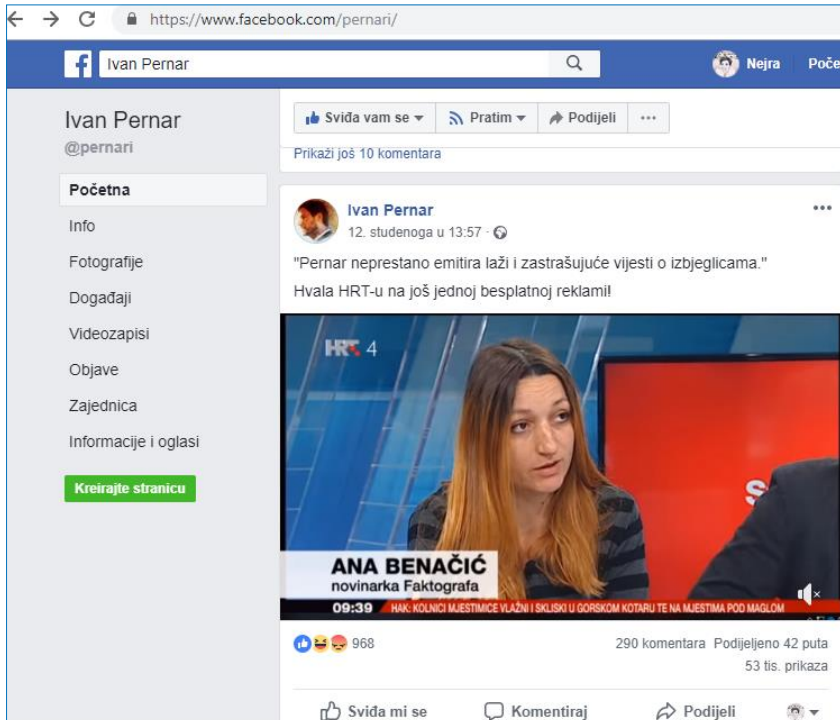 https://www.facebook.com/pernari/
Ivan Pernar
Nejra
Ivan Pernar
@pernari
Početna
Info
Fotografije
Događaji
Videozapisi
Objave
Zajednica
Informacije i oglasi
Kreirajte stranicu
Sviđa vam se
Pratim
Podijeli
Prikaži još 10 komentara
Ivan Pernar
12. studenoga u 13:57
"Pernar neprestano emitira laži i zastrašujuće vijesti o izbjeglicama."
Hvala HRT-u na još jednoj besplatnoj reklami!
HRT 4
S
ANA BENAČIĆ
novinarka Faktografa
09:39 HAK: KOLNICI MJESTIMICE VLAŽNI I SKLISKI U GORSKOM KOTARU TE NA MJESTIMA POD MAGLOM
968
290 komentara Podijeljeno 42 puta
53 tis. prikaza
Sviđa mi se
Komentiraj
Podijeli